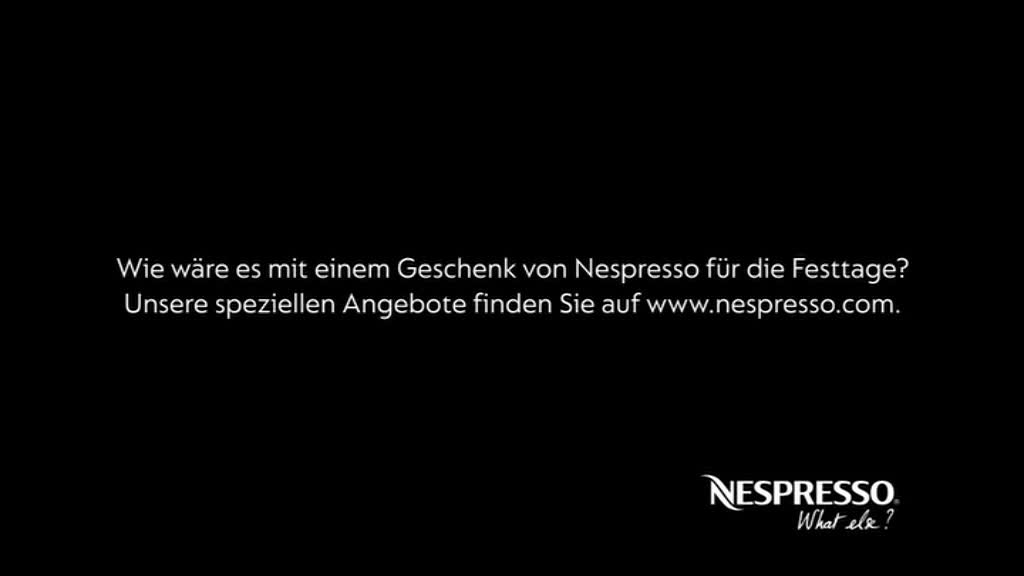 Wie wäre es mit einem Geschenk von Nespresso für die Festtage?
Unsere speziellen Angebote finden Sie auf www.nespresso.com.
NESPRESSO®
What else?